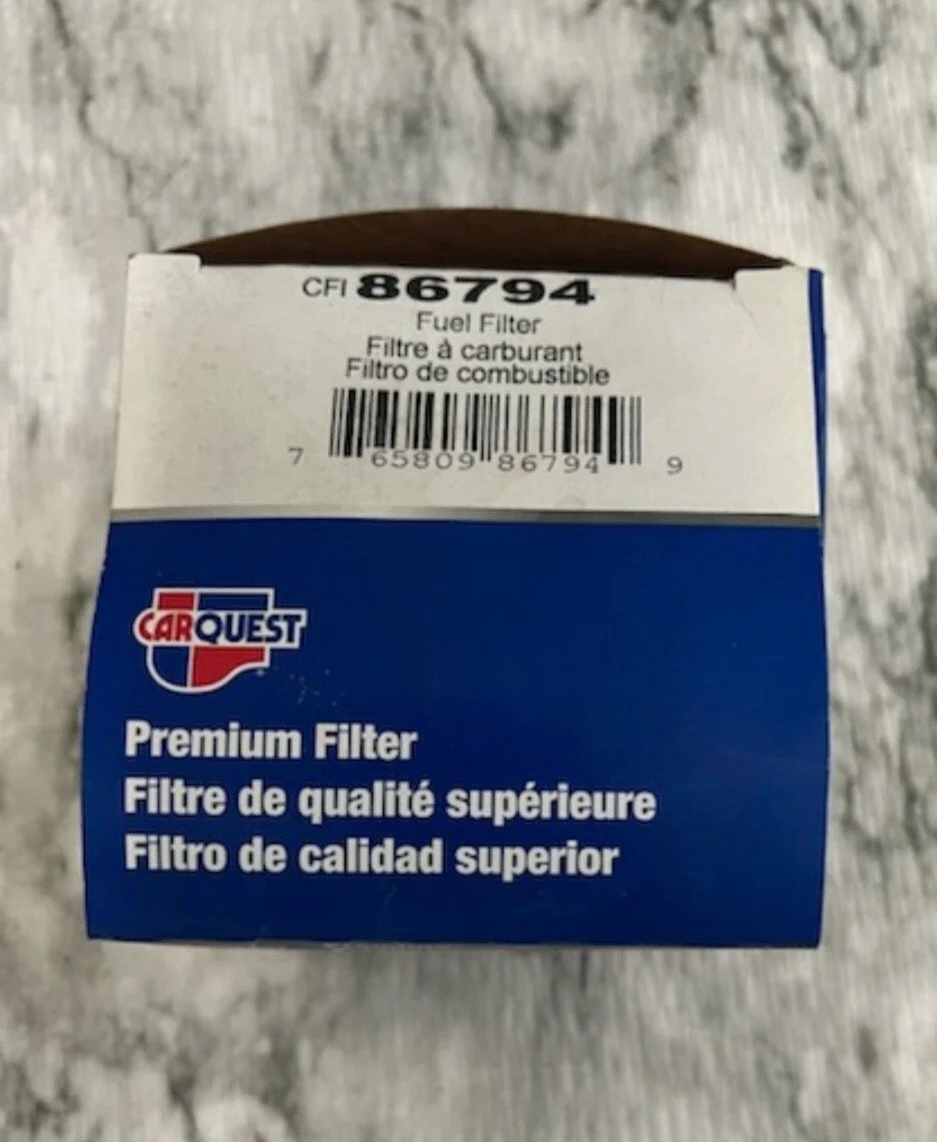 CFI 86794
Fuel Filter
Filtre à carburant
Filtro de combustible
7 65809 86794 9
CARQUEST
Premium Filter
Filtre de qualité supérieure
Filtro de calidad superior